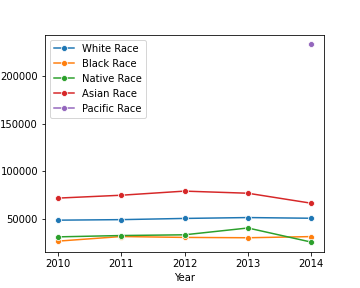 White Race
Black Race
Native Race
Asian Race
Pacific Race
200000
150000
100000
50000
2010 2011 2012 2013 2014
Year